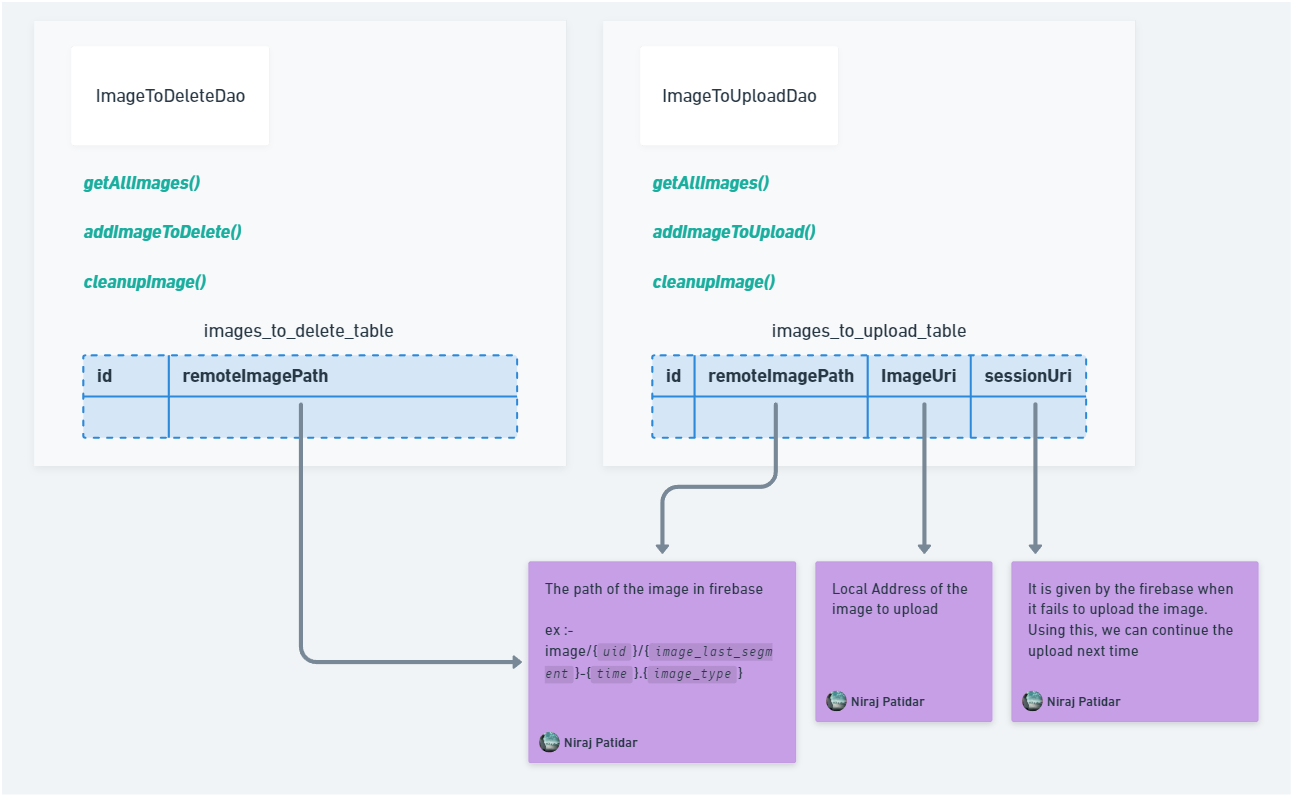 ImageToDeleteDao
getAllImages()
addImageToDelete()
cleanupImage()
images_to_delete_table
id remoteImagePath
ImageToUploadDao
getAllImages()
addImageToUpload()
cleanupImage()
images_to_upload_table
id remoteImagePath ImageUri sessionUri
The path of the image in firebase
ex :-
image/{ uid }/{ image_last_segm
ent }-{ time }.{ image_type }
Niraj Patidar
Local Address of the
image to upload
Niraj Patidar
It is given by the firebase when
it fails to upload the image.
Using this, we can continue the
upload next time
Niraj Patidar